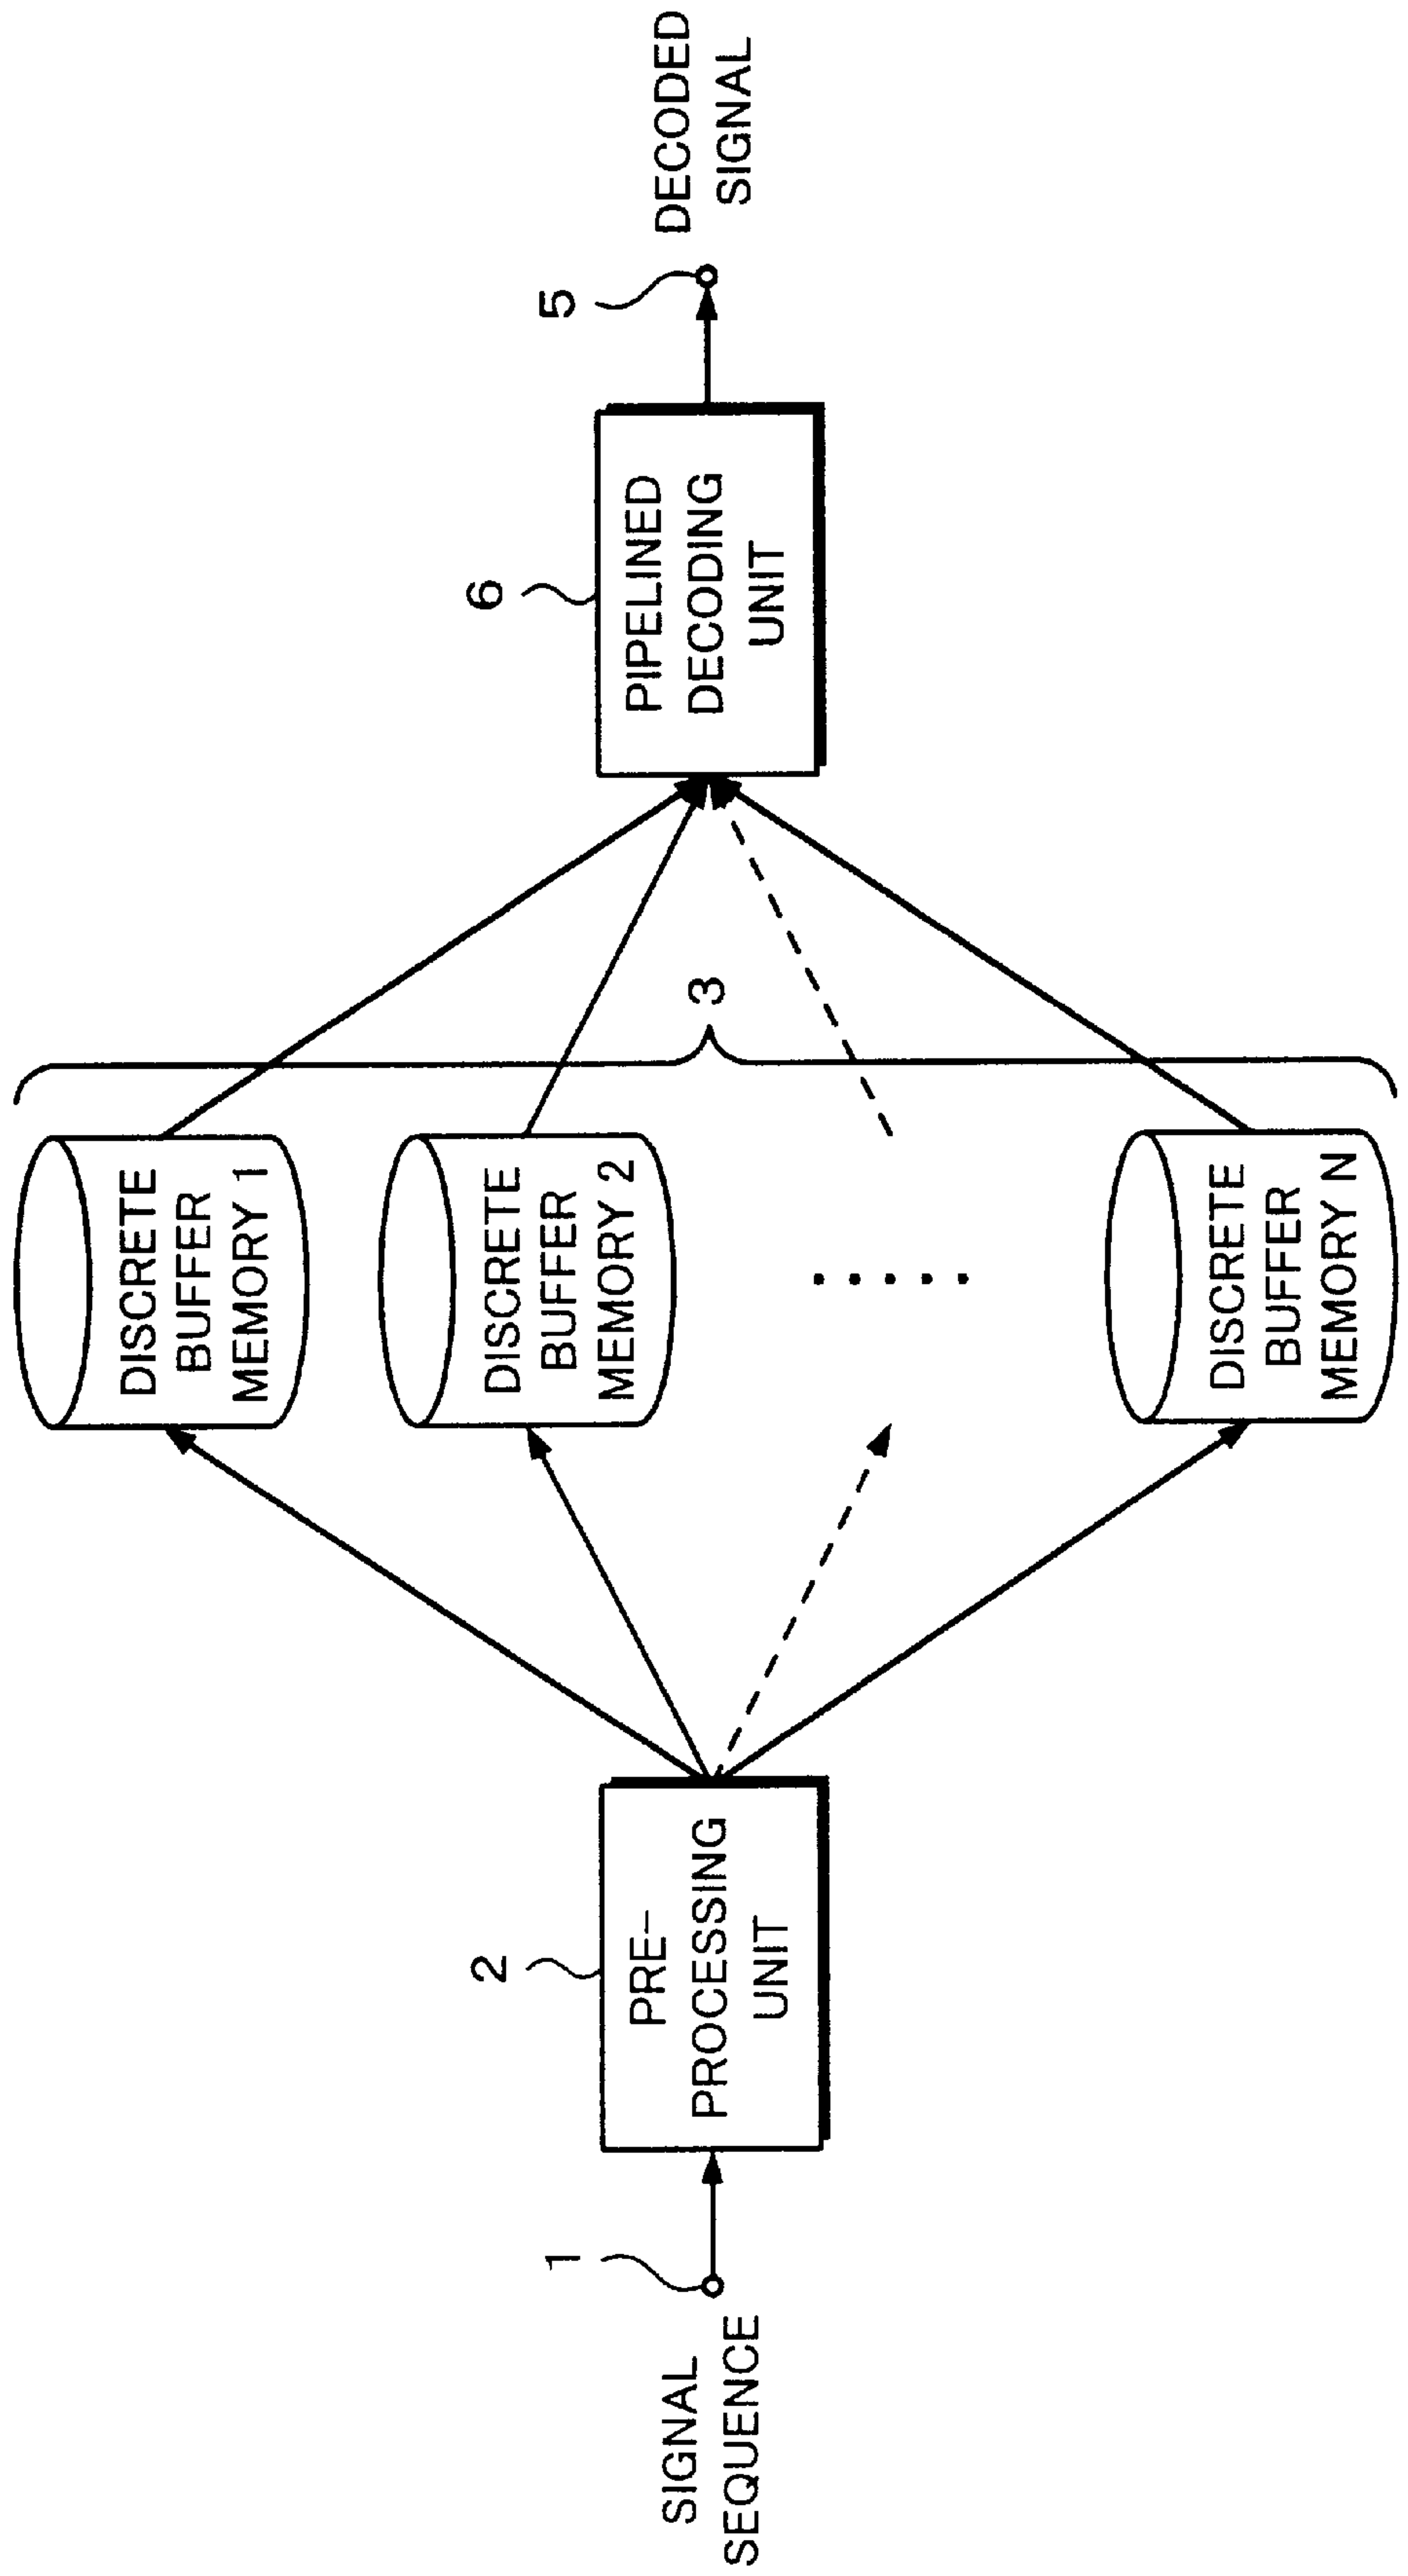 SIGNAL
SEQUENCE
1
2
PRE-
PROCESSING
UNIT
DISCRETE
BUFFER
MEMORY 1
DISCRETE
BUFFER
MEMORY 2
DISCRETE
BUFFER
MEMORY N
3
6
PIPELINED
DECODING
UNIT
5
DECODED
SIGNAL